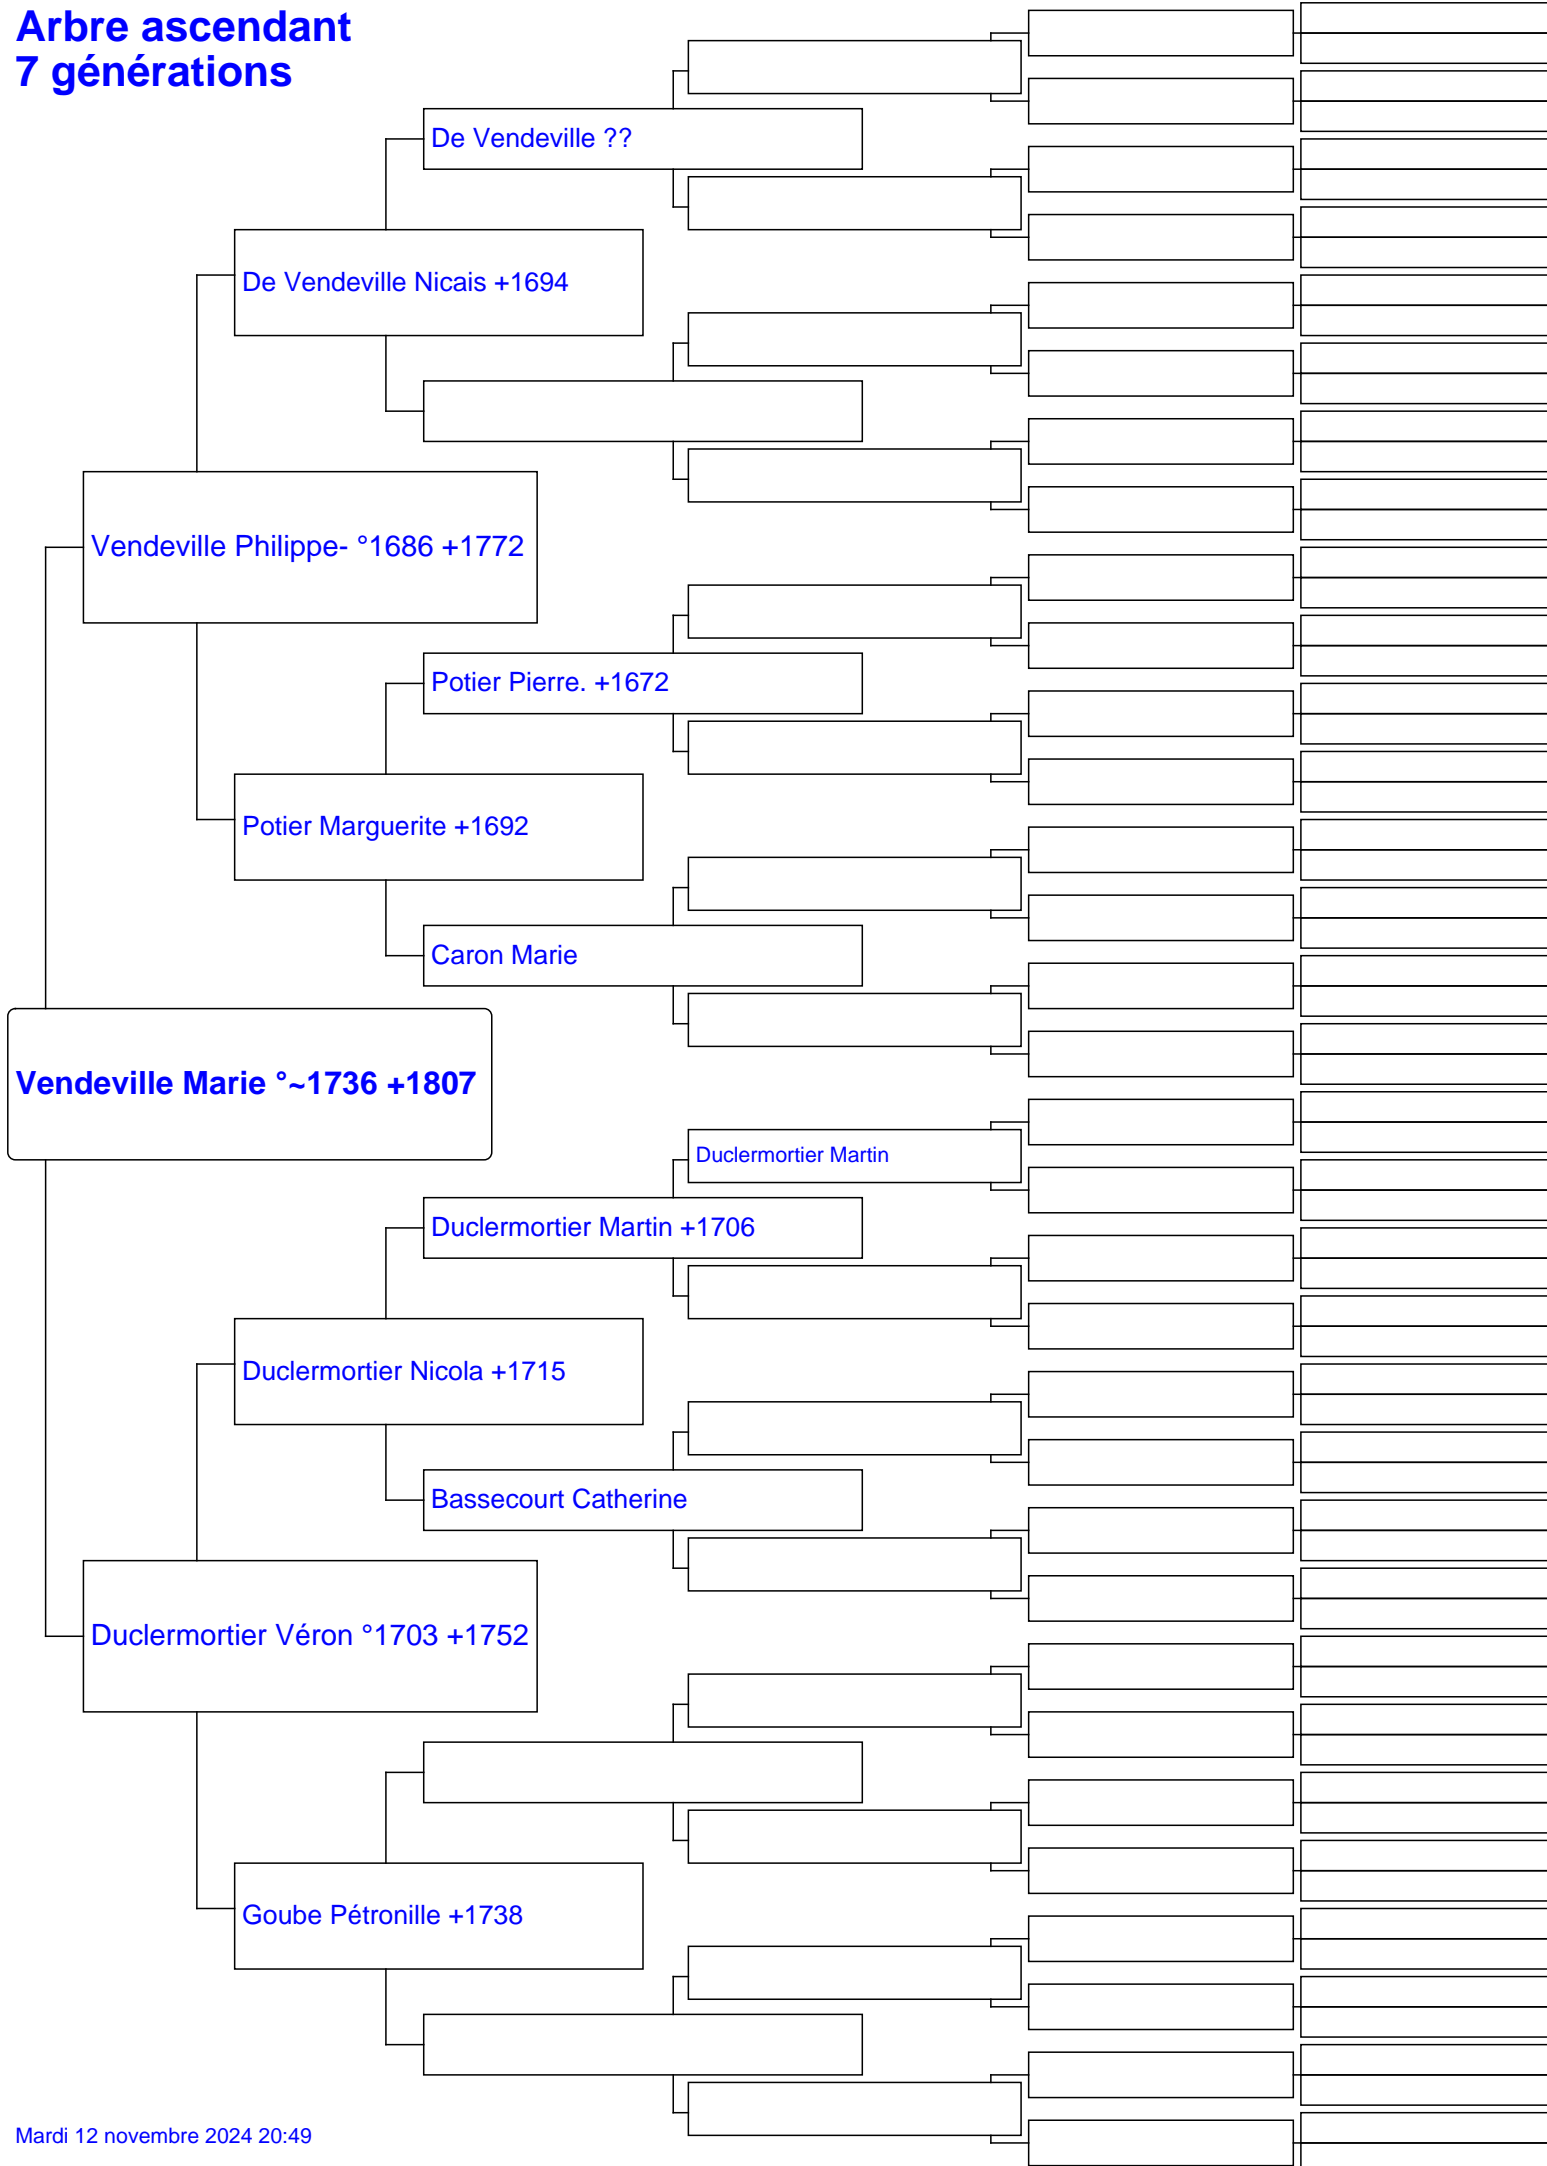 Arbre ascendant
7 générations
De Vendeville ??
De Vendeville Nicais +1694
Vendeville Philippe- °1686 +1772
Potier Pierre. +1672
Potier Marguerite +1692
Caron Marie
Vendeville Marie °~1736 +1807
Duclermortier Martin
Duclermortier Martin +1706
Duclermortier Nicola +1715
Bassecourt Catherine
Duclermortier Véron °1703 +1752
Goube Pétronille +1738
Mardi 12 novembre 2024 20:49